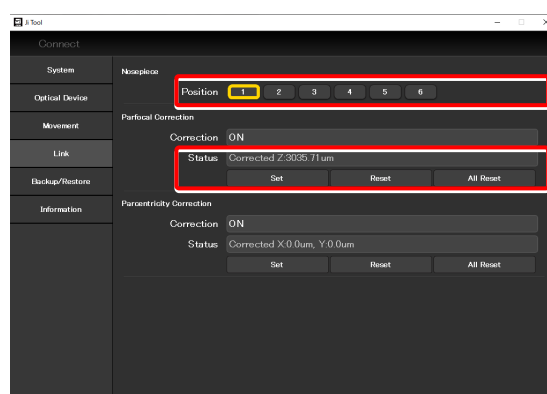 Ji Tool
Connect
System
Optical Device
Movement
Link
Backup/Restore
Information
Nosepiece
Position 1 2 3 4 5 6
Parfocal Correction
Correction ON
Status Corrected Z:3035.71um
Set Reset All Reset
Parcentricity Correction
Correction ON
Status Corrected X:0.0um, Y:0.0um
Set Reset All Reset